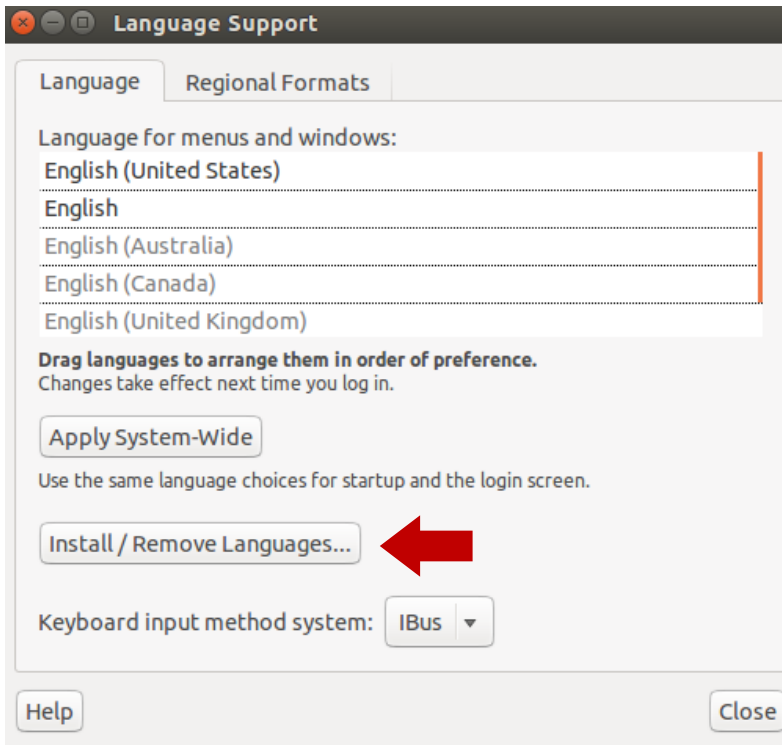 Language Support
Language Regional Formats
Language for menus and windows:
English (United States)
English
English (Australia)
English (Canada)
English (United Kingdom)
Drag languages to arrange them in order of preference.
Changes take effect next time you log in.
Apply System-Wide
Use the same language choices for startup and the login screen.
Install / Remove Languages...
Keyboard input method system: IBus
Help Close